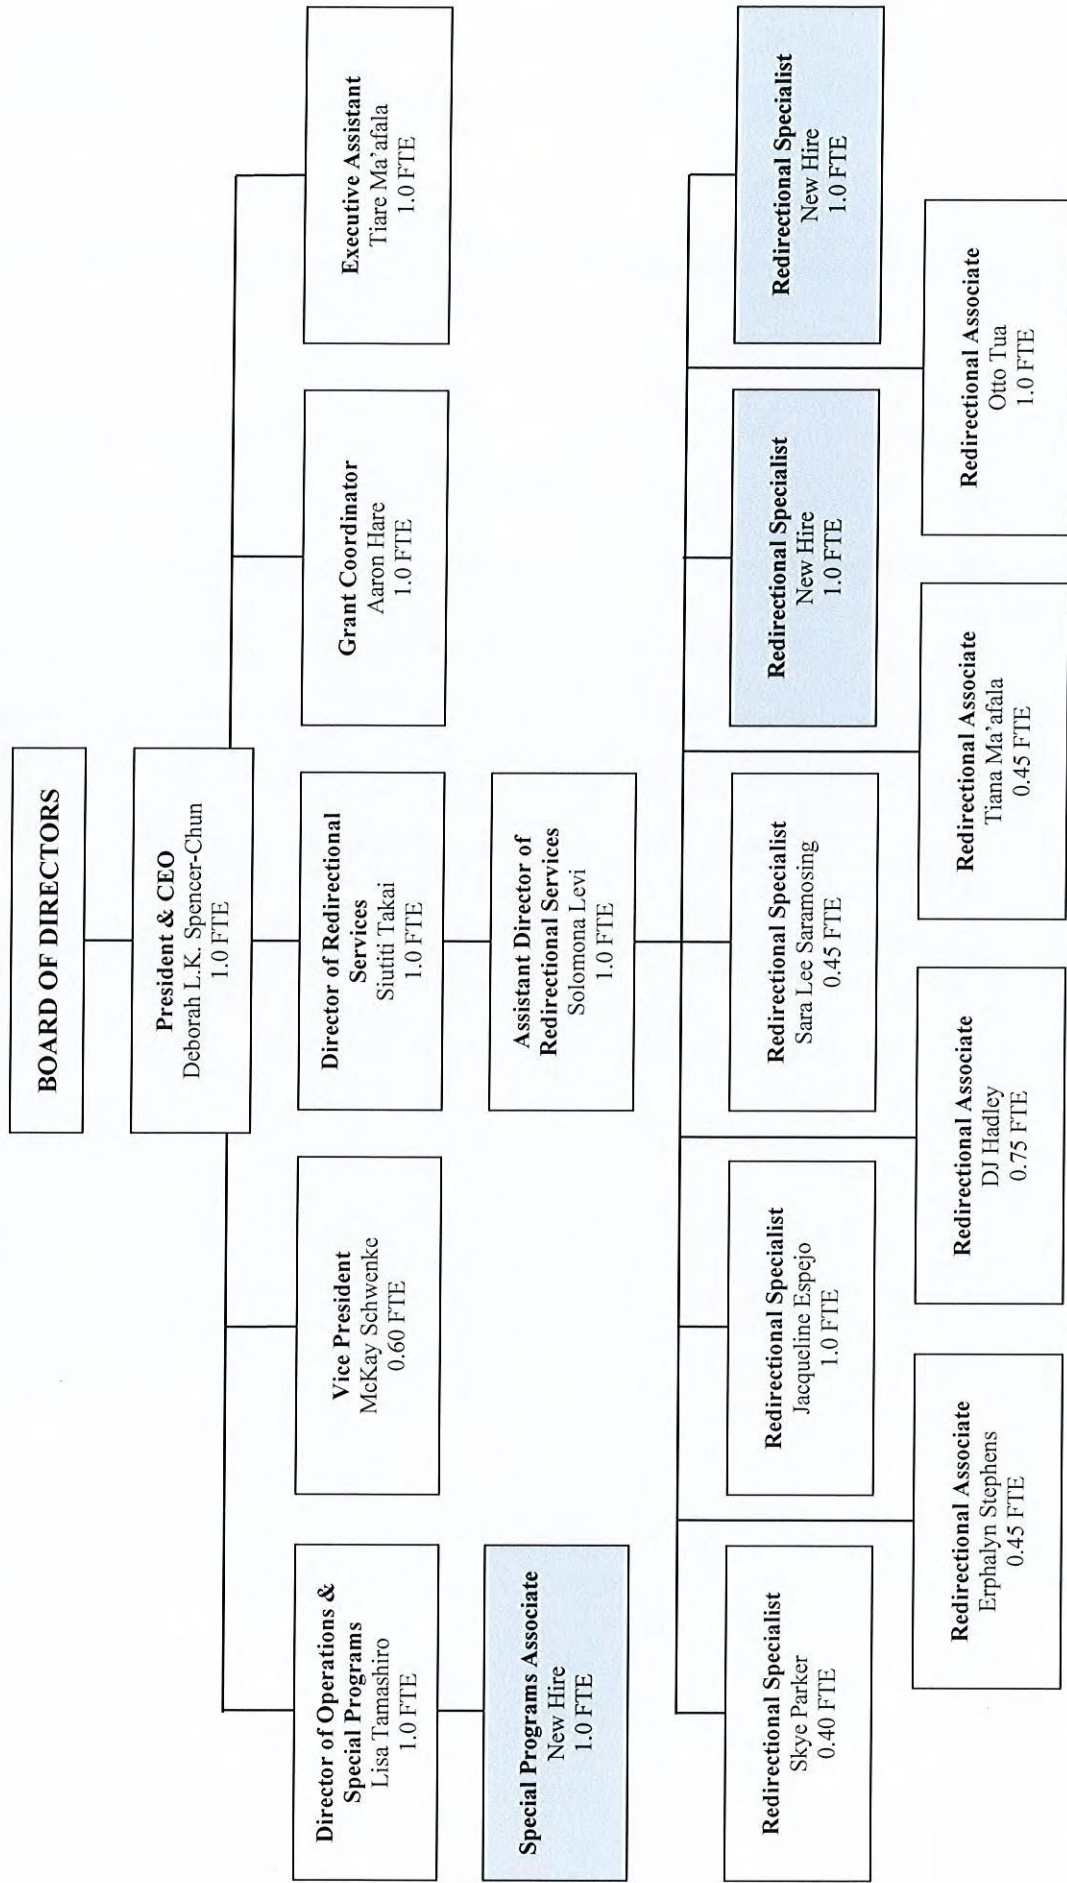 BOARD OF DIRECTORS
President & CEO
Deborah L.K. Spencer-Chun
1.0 FTE
Director of Operations &
Special Programs
Lisa Tamashiro
1.0 FTE
Vice President
McKay Schwenke
0.60 FTE
Director of Redirectional
Services
Siutiti Takai
1.0 FTE
Grant Coordinator
Aaron Hare
1.0 FTE
Executive Assistant
Tiare Ma'afala
1.0 FTE
Special Programs Associate
New Hire
1.0 FTE
Assistant Director of
Redirectional Services
Solomona Levi
1.0 FTE
Redirectional Specialist
Skye Parker
0.40 FTE
Redirectional Specialist
Jacqueline Espejo
1.0 FTE
Redirectional Specialist
Sara Lee Saramosing
0.45 FTE
Redirectional Specialist
New Hire
1.0 FTE
Redirectional Specialist
New Hire
1.0 FTE
Redirectional Associate
Erphalyn Stephens
0.45 FTE
Redirectional Associate
DJ Hadley
0.75 FTE
Redirectional Associate
Tiana Ma'afala
0.45 FTE
Redirectional Associate
Otto Tua
1.0 FTE